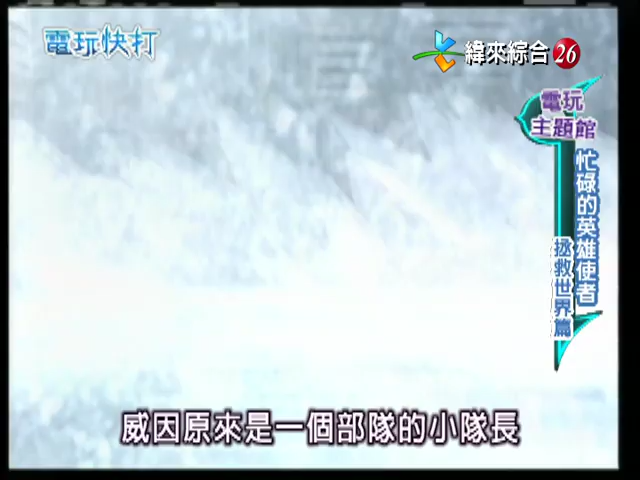 電玩快打
緯來綜合26
電玩
主題館
忙碌的英雄使者
拯救世界篇
威因原來是一個部隊的小隊長